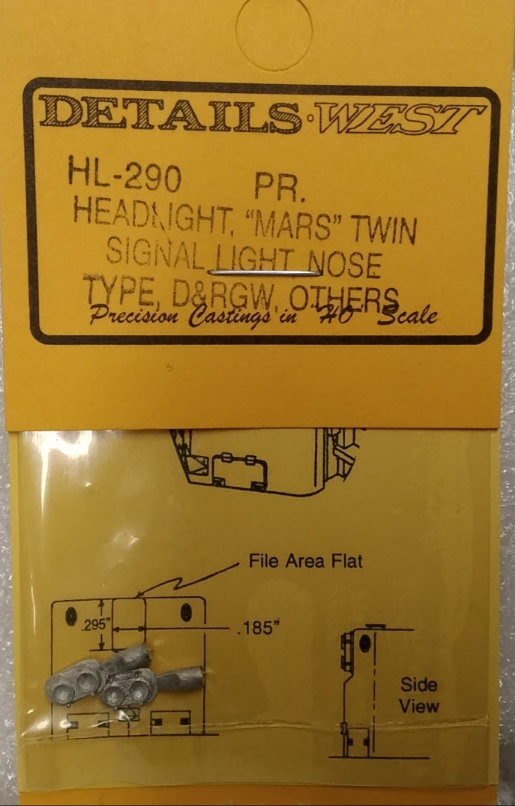 DETAILS·WEST
HL-290 PR.
HEADLIGHT, "MARS" TWIN
SIGNAL LIGHT NOSE
TYPE, D&RGW, OTHERS
Precision Castings in "HO" Scale
File Area Flat
.295"
.185"
Side
View